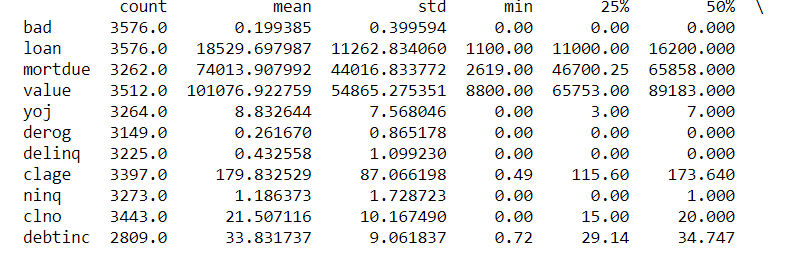 count mean std min 25% 50% \
bad 3576.0 0.199385 0.399594 0.00 0.00 0.000
loan 3576.0 18529.697987 11262.834060 1100.00 11000.00 16200.000
mortdue 3262.0 74013.907992 44016.833772 2619.00 46700.25 65858.000
value 3512.0 101076.922759 54865.275351 8800.00 65753.00 89183.000
yoj 3264.0 8.832644 7.568046 0.00 3.00 7.000
derog 3149.0 0.261670 0.865178 0.00 0.00 0.000
delinq 3225.0 0.432558 1.099230 0.00 0.00 0.000
clage 3397.0 179.832529 87.066198 0.49 115.60 173.640
ninq 3273.0 1.186373 1.728723 0.00 0.00 1.000
clno 3443.0 21.507116 10.167490 0.00 15.00 20.000
debtinc 2809.0 33.831737 9.061837 0.72 29.14 34.747